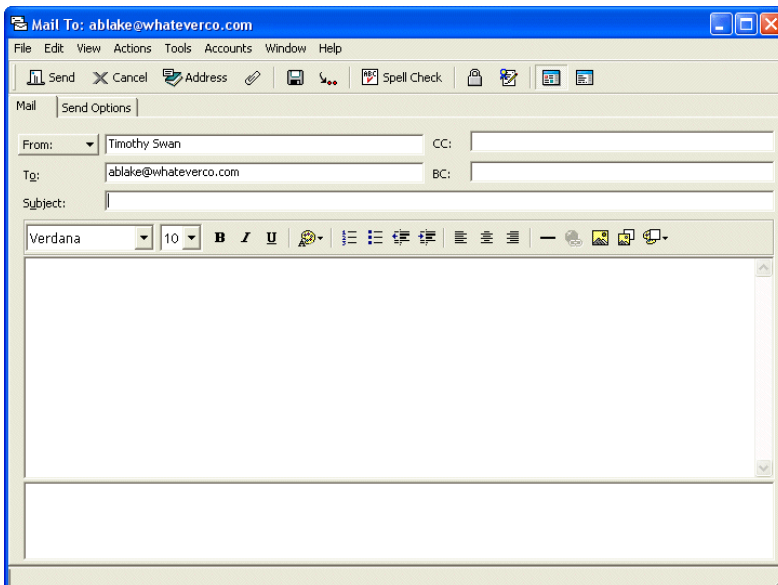 Mail To: ablake@whateverco.com
File Edit View Actions Tools Accounts Window Help
Send Cancel Address ABC Spell Check
Mail Send Options
From: Timothy Swan CC:
To: ablake@whateverco.com BC:
Subject:
Verdana 10 B I U